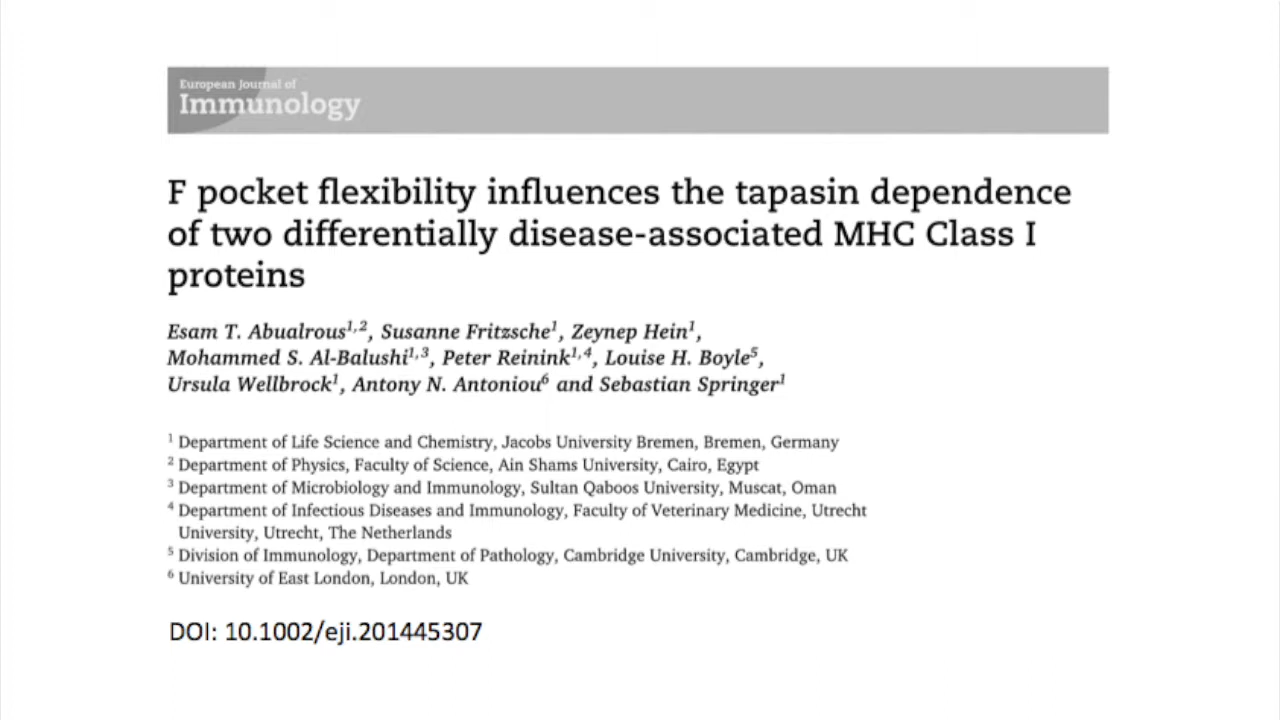 European Journal of
Immunology
F pocket flexibility influences the tapasin dependence
of two differentially disease-associated MHC Class I
proteins
Esam T. Abualrous1,2, Susanne Fritzsche1, Zeynep Hein1,
Mohammed S. Al-Balushi1,3, Peter Reinink1,4, Louise H. Boyle5,
Ursula Wellbrock1, Antony N. Antoniou6 and Sebastian Springer1
1 Department of Life Science and Chemistry, Jacobs University Bremen, Bremen, Germany
2 Department of Physics, Faculty of Science, Ain Shams University, Cairo, Egypt
3 Department of Microbiology and Immunology, Sultan Qaboos University, Muscat, Oman
4 Department of Infectious Diseases and Immunology, Faculty of Veterinary Medicine, Utrecht
University, Utrecht, The Netherlands
5 Division of Immunology, Department of Pathology, Cambridge University, Cambridge, UK
6 University of East London, London, UK
DOI: 10.1002/eji.201445307